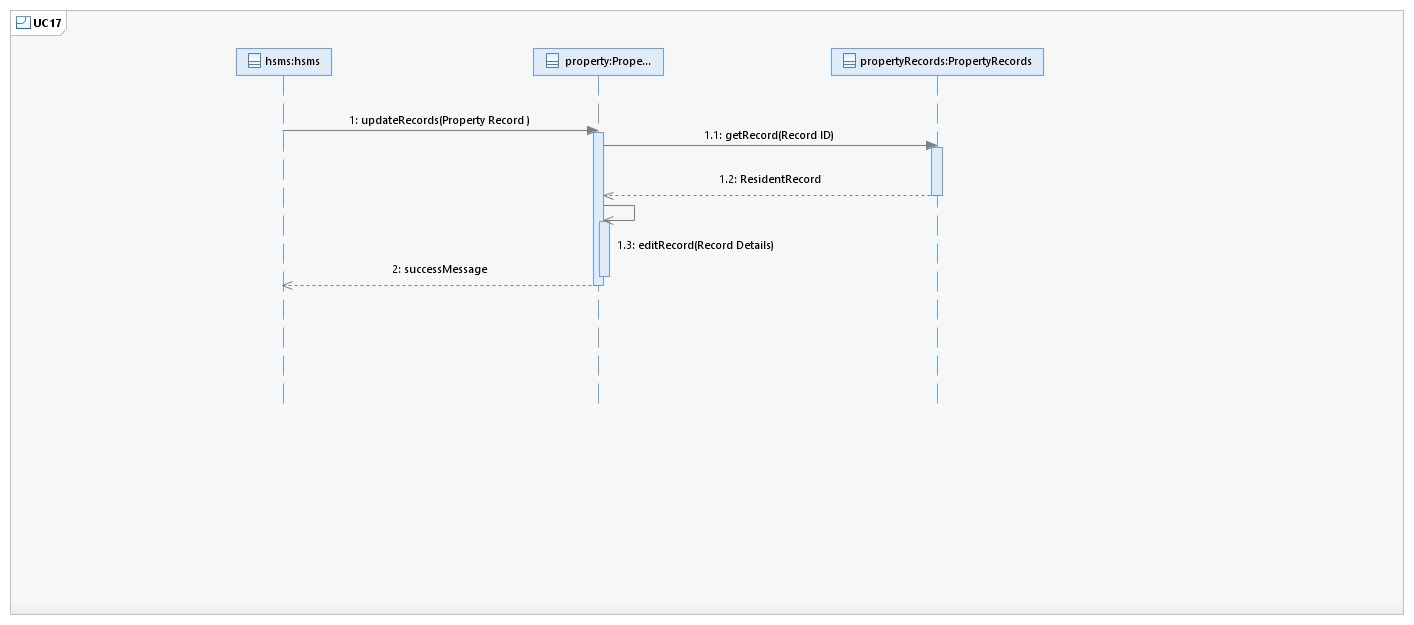 UC17
hsms:hsms
property:Prope...
propertyRecords:PropertyRecords
1: updateRecords(Property Record )
1.1: getRecord(Record ID)
1.2: ResidentRecord
1.3: editRecord(Record Details)
2: successMessage